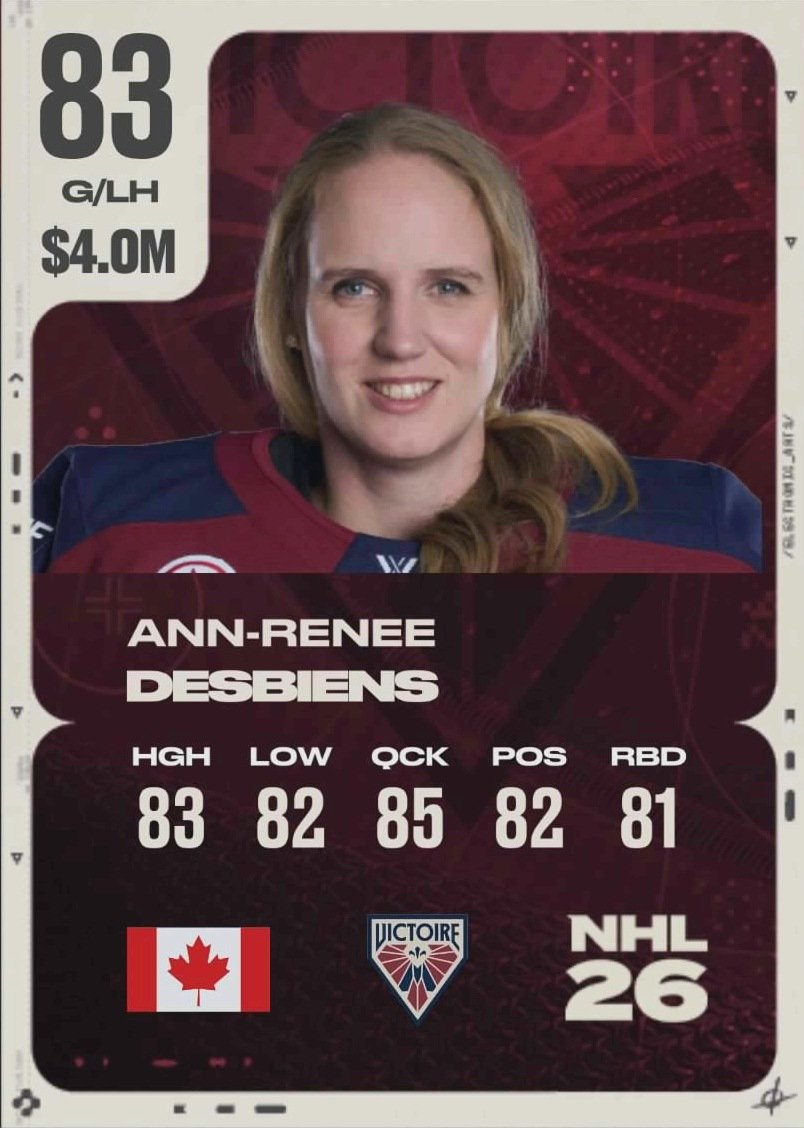 83
G/LH
$4.0M
/ELECTRONIC_ARTS/
ANN-RENEE
DESBIENS
HGH LOW QCK POS RBD
83 82 85 82 81
VICTOIRE
NHL
26